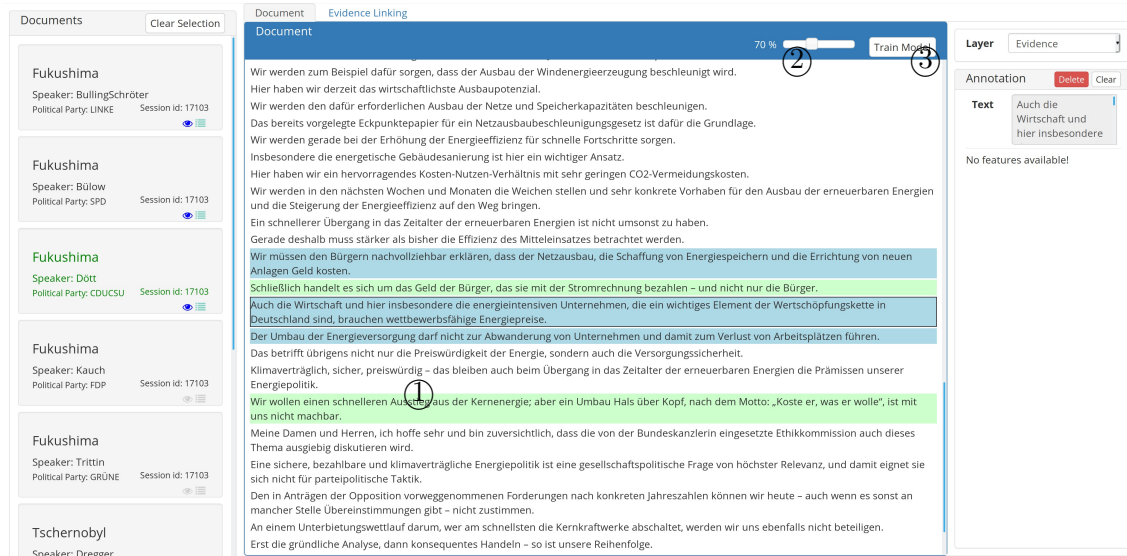 Documents
Clear Selection
Fukushima
Speaker: BullingSchröter
Political Party: LINKE Session id: 17103
Fukushima
Speaker: Bülow
Political Party: SPD Session id: 17103
Fukushima
Speaker: Dött
Political Party: CDUCSU Session id: 17103
Fukushima
Speaker: Kauch
Political Party: FDP Session id: 17103
Fukushima
Speaker: Trittin
Political Party: GRÜNE Session id: 17103
Tschernobyl
Speaker: Dregger
Document Evidence Linking
Document
70 % ② Train Model ③
Wir werden zum Beispiel dafür sorgen, dass der Ausbau der Windenergieerzeugung beschleunigt wird.
Hier haben wir derzeit das wirtschaftlichste Ausbaupotenzial.
Wir werden den dafür erforderlichen Ausbau der Netze und Speicherkapazitäten beschleunigen.
Das bereits vorgelegte Eckpunktepapier für ein Netzausbaubeschleunigungsgesetz ist dafür die Grundlage.
Wir werden gerade bei der Erhöhung der Energieeffizienz für schnelle Fortschritte sorgen.
Insbesondere die energetische Gebäudesanierung ist hier ein wichtiger Ansatz.
Hier haben wir ein hervorragendes Kosten-Nutzen-Verhältnis mit sehr geringen CO2-Vermeidungskosten.
Wir werden in den nächsten Wochen und Monaten die Weichen stellen und sehr konkrete Vorhaben für den Ausbau der erneuerbaren Energien
und die Steigerung der Energieeffizienz auf den Weg bringen.
Ein schnellerer Übergang in das Zeitalter der erneuerbaren Energien ist nicht umsonst zu haben.
Gerade deshalb muss stärker als bisher die Effizienz des Mitteleinsatzes betrachtet werden.
Wir müssen den Bürgern nachvollziehbar erklären, dass der Netzausbau, die Schaffung von Energiespeichern und die Errichtung von neuen
Anlagen Geld kosten.
Schließlich handelt es sich um das Geld der Bürger, das sie mit der Stromrechnung bezahlen – und nicht nur die Bürger.
Auch die Wirtschaft und hier insbesondere die energieintensiven Unternehmen, die ein wichtiges Element der Wertschöpfungskette in
Deutschland sind, brauchen wettbewerbsfähige Energiepreise.
Der Umbau der Energieversorgung darf nicht zur Abwanderung von Unternehmen und damit zum Verlust von Arbeitsplätzen führen.
Das betrifft übrigens nicht nur die Preiswürdigkeit der Energie, sondern auch die Versorgungssicherheit.
Klimaverträglich, sicher, preiswürdig – das bleiben auch beim Übergang in das Zeitalter der erneuerbaren Energien die Prämissen unserer
Energiepolitik.
①
Wir wollen einen schnelleren Ausstieg aus der Kernenergie; aber ein Umbau Hals über Kopf, nach dem Motto: „Koste er, was er wolle“, ist mit
uns nicht machbar.
Meine Damen und Herren, ich hoffe sehr und bin zuversichtlich, dass die von der Bundeskanzlerin eingesetzte Ethikkommission auch dieses
Thema ausgiebig diskutieren wird.
Eine sichere, bezahlbare und klimaverträgliche Energiepolitik ist eine gesellschaftspolitische Frage von höchster Relevanz, und damit eignet sie
sich nicht für parteipolitische Taktik.
Den in Anträgen der Opposition vorweggenommenen Forderungen nach konkreten Jahreszahlen können wir heute – auch wenn es sonst an
mancher Stelle Übereinstimmungen gibt – nicht zustimmen.
An einem Unterbietungswettlauf darum, wer am schnellsten die Kernkraftwerke abschaltet, werden wir uns ebenfalls nicht beteiligen.
Erst die gründliche Analyse, dann konsequentes Handeln – so ist unsere Reihenfolge.
Layer Evidence
Annotation Delete Clear
Text Auch die
Wirtschaft und
hier insbesondere
No features available!